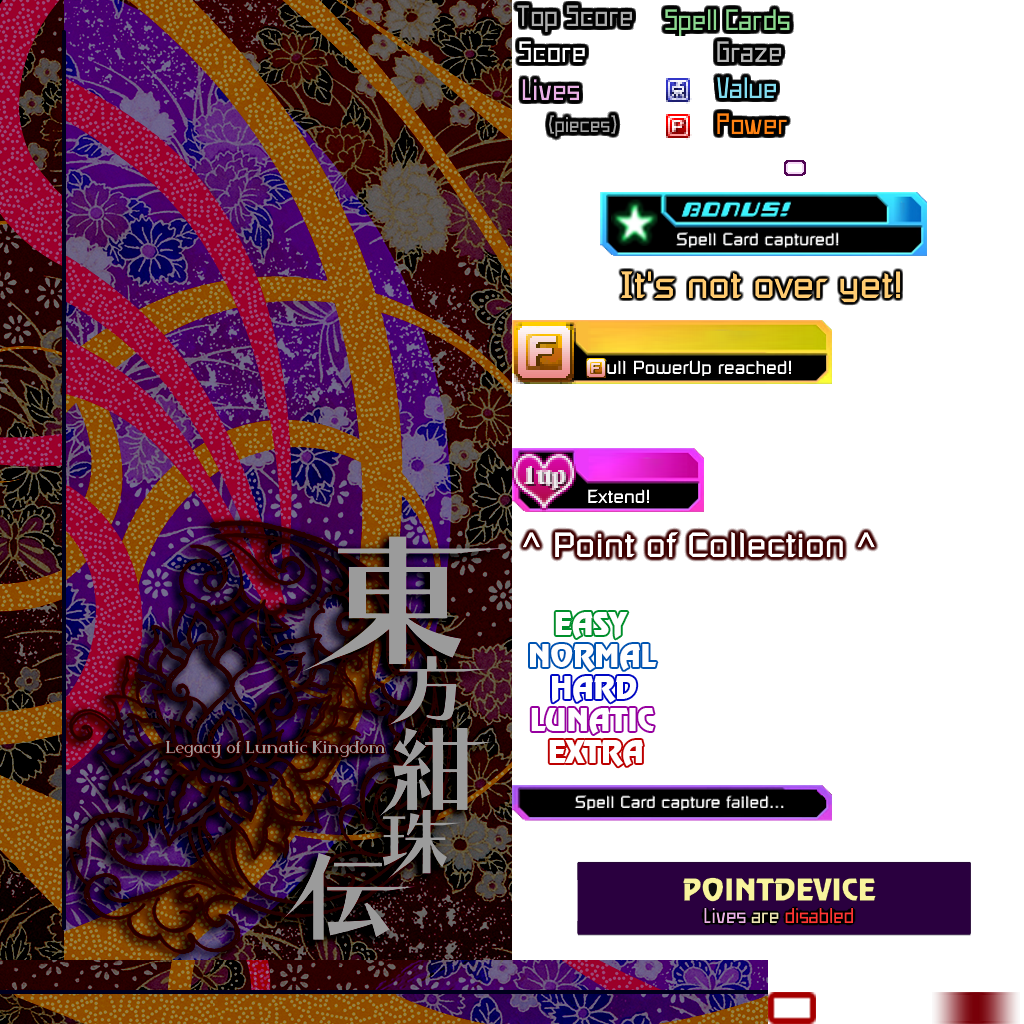 Top Score
Spell Cards
Score
Graze
Lives
Value
(pieces)
P Power
BONUS!
Spell Card captured!
It's not over yet!
F
Full PowerUp reached!
1up
Extend!
^ Point of Collection ^
EASY
NORMAL
HARD
LUNATIC
EXTRA
Spell Card capture failed...
POINTDEVICE
Lives are disabled
東方紺珠伝
Legacy of Lunatic Kingdom